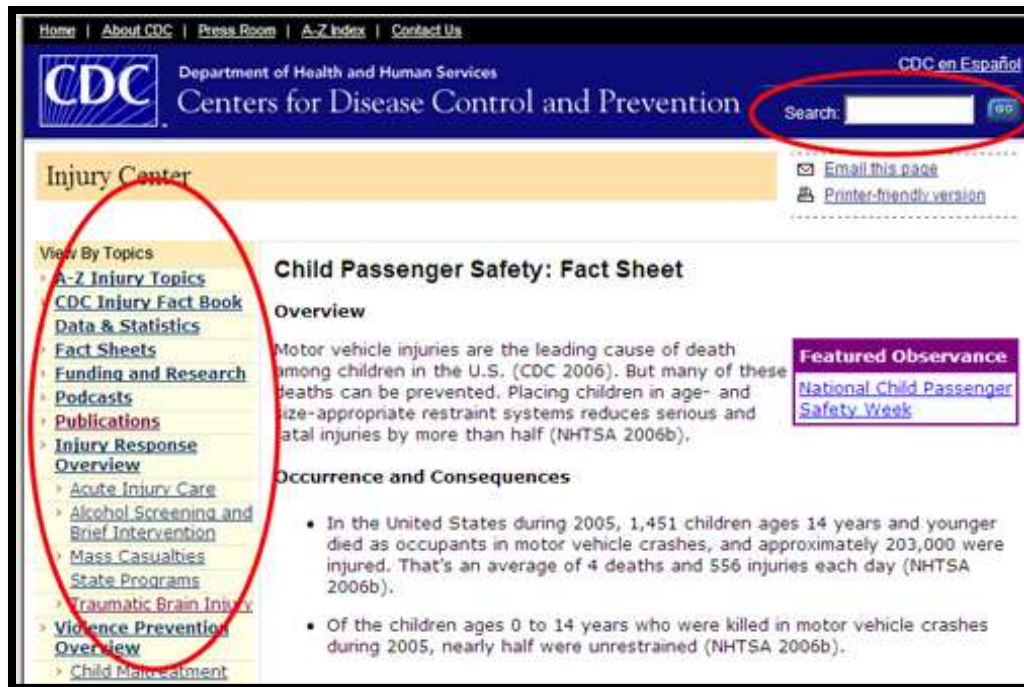 Home | About CDC | Press Room | A-Z Index | Contact Us
CDC
Department of Health and Human Services
Centers for Disease Control and Prevention
CDC en Español
Search:
GO
Injury Center
Email this page
Printer-friendly version
View By Topics
A-Z Injury Topics
CDC Injury Fact Book
Data & Statistics
Fact Sheets
Funding and Research
Podcasts
Publications
Injury Response
Overview
Acute Injury Care
Alcohol Screening and
Brief Intervention
Mass Casualties
State Programs
Traumatic Brain Injury
Violence Prevention
Overview
Child Maltreatment
Child Passenger Safety: Fact Sheet
Overview
Motor vehicle injuries are the leading cause of death
among children in the U.S. (CDC 2006). But many of these
deaths can be prevented. Placing children in age- and
size-appropriate restraint systems reduces serious and
fatal injuries by more than half (NHTSA 2006b).
Featured Observance
National Child Passenger
Safety Week
Occurrence and Consequences
• In the United States during 2005, 1,451 children ages 14 years and younger
died as occupants in motor vehicle crashes, and approximately 203,000 were
injured. That's an average of 4 deaths and 556 injuries each day (NHTSA
2006b).
• Of the children ages 0 to 14 years who were killed in motor vehicle crashes
during 2005, nearly half were unrestrained (NHTSA 2006b).